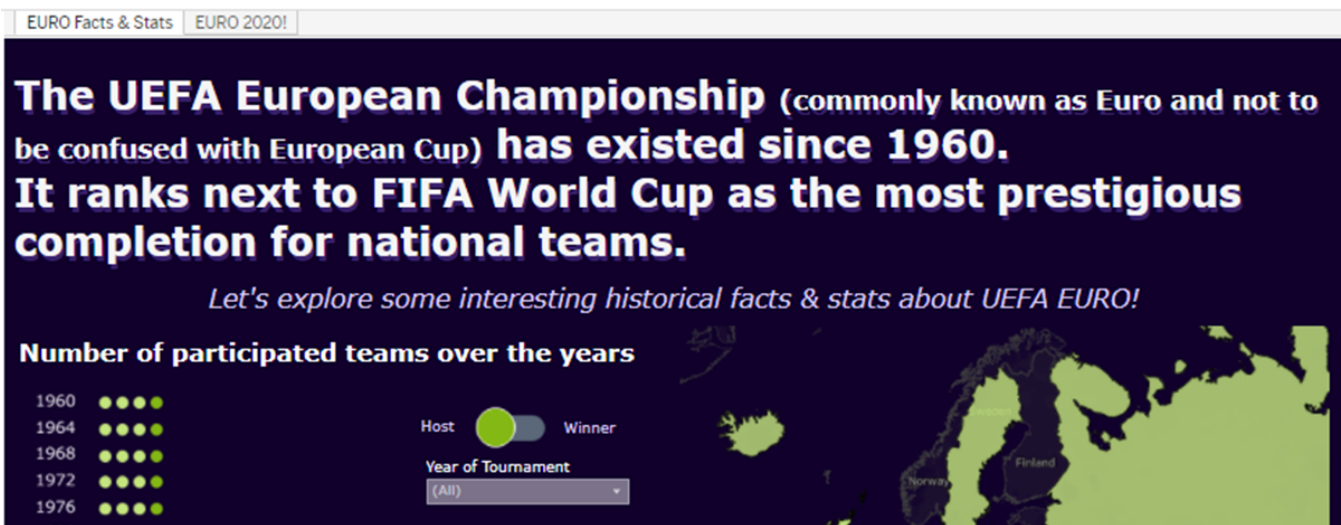 EURO Facts & Stats EURO 2020!
The UEFA European Championship (commonly known as Euro and not to
be confused with European Cup) has existed since 1960.
It ranks next to FIFA World Cup as the most prestigious
completion for national teams.
Let's explore some interesting historical facts & stats about UEFA EURO!
Number of participated teams over the years
1960
1964
1968
1972
1976
Host Winner
Year of Tournament
(All)
Sweden
Finland
Norway